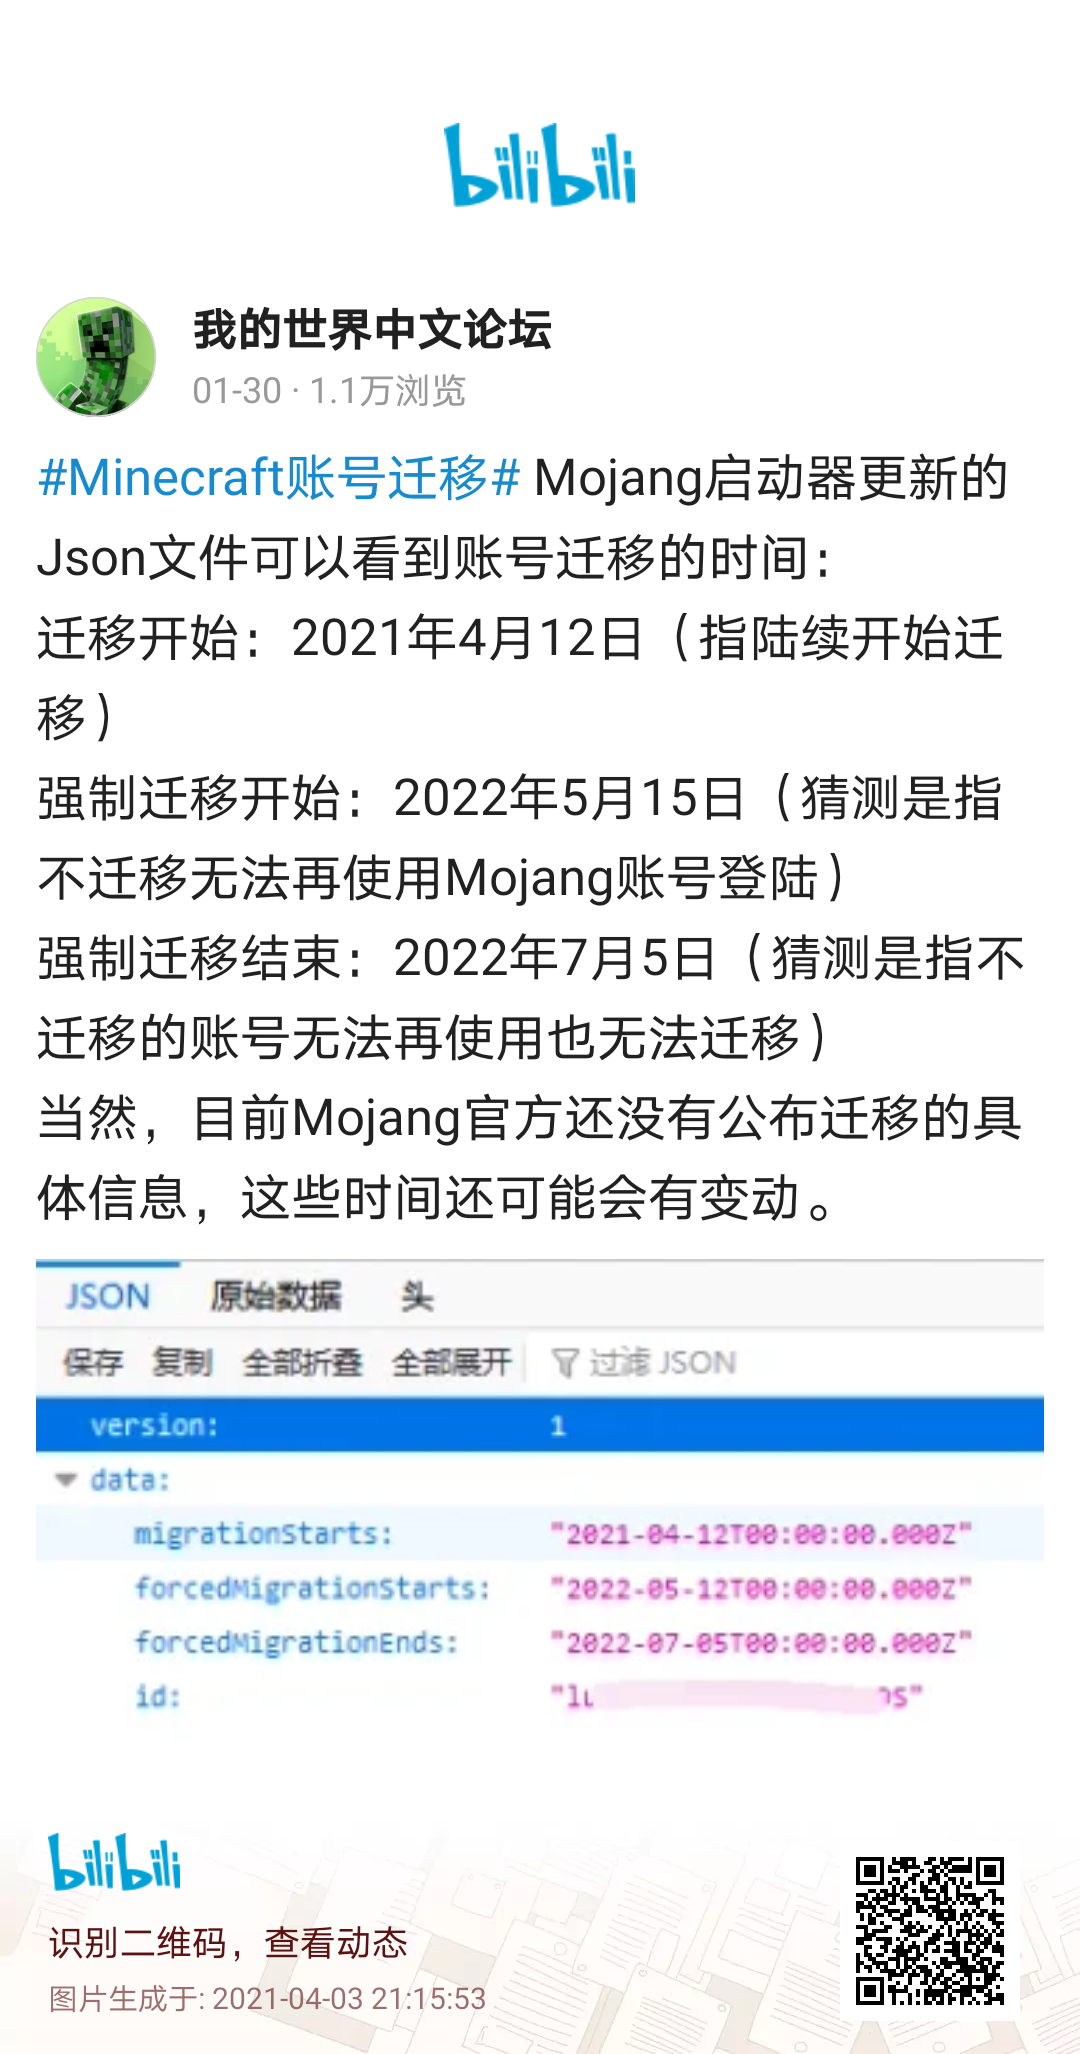 bilibili
我的世界中文论坛
01-30 · 1.1万浏览
#Minecraft账号迁移# Mojang启动器更新的
Json文件可以看到账号迁移的时间：
迁移开始：2021年4月12日（指陆续开始迁
移）
强制迁移开始：2022年5月15日（猜测是指
不迁移无法再使用Mojang账号登陆）
强制迁移结束：2022年7月5日（猜测是指不
迁移的账号无法再使用也无法迁移）
当然，目前Mojang官方还没有公布迁移的具
体信息，这些时间还可能会有变动。
JSON 原始数据 头
保存 复制 全部折叠 全部展开 过滤 JSON
version: 1
data:
migrationStarts: "2021-04-12T00:00:00.000Z"
forcedMigrationStarts: "2022-05-12T00:00:00.000Z"
forcedMigrationEnds: "2022-07-05T00:00:00.000Z"
id:
bilibili
识别二维码，查看动态
图片生成于: 2021-04-03 21:15:53